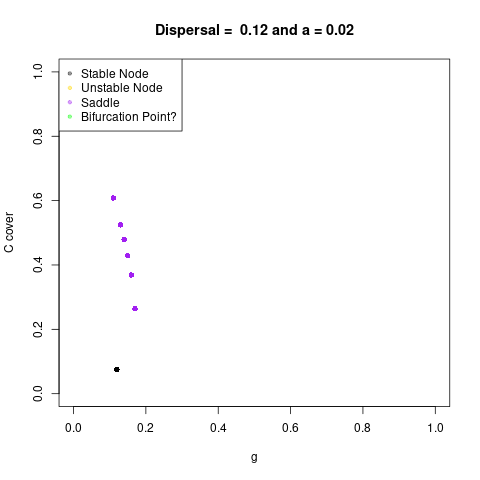 Dispersal =  0.12 and a = 0.02
Stable Node
Unstable Node
Saddle
Bifurcation Point?
C cover
1.0
0.8
0.6
0.4
0.2
0.0
0.0 0.2 0.4 0.6 0.8 1.0
g